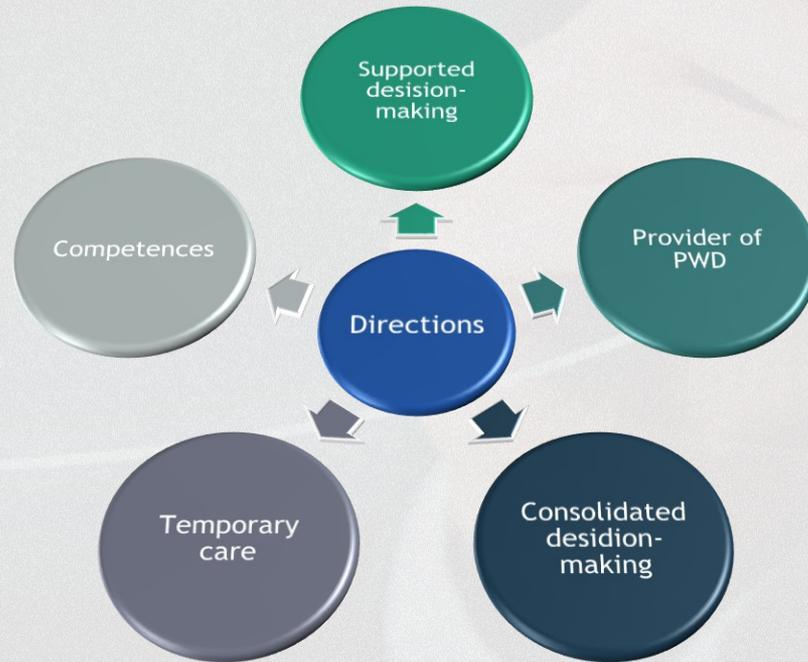 Supported
desision-
making
Competences
Provider of
PWD
Directions
Temporary
care
Consolidated
desidion-
making